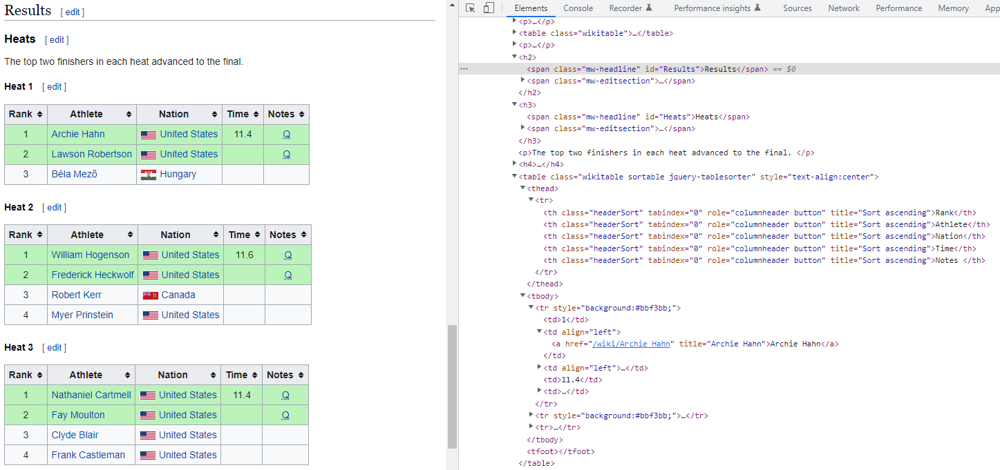 Results [ edit ]
Heats [ edit ]
The top two finishers in each heat advanced to the final.
Heat 1 [ edit ]
Rank Athlete Nation Time Notes
1 Archie Hahn United States 11.4 Q
2 Lawson Robertson United States Q
3 Béla Mező Hungary
Heat 2 [ edit ]
Rank Athlete Nation Time Notes
1 William Hogenson United States 11.6 Q
2 Frederick Heckwolf United States Q
3 Robert Kerr Canada
4 Myer Prinstein United States
Heat 3 [ edit ]
Rank Athlete Nation Time Notes
1 Nathaniel Cartmell United States 11.4 Q
2 Fay Moulton United States Q
3 Clyde Blair United States
4 Frank Castleman United States
Elements Console Recorder Performance insights Sources Network Performance Memory App
<p>…</p>
<table class="wikitable">…</table>
<p>…</p>
<h2>
<span class="mw-headline" id="Results">Results</span> == $0
<span class="mw-editsection">…</span>
</h2>
<h3>
<span class="mw-headline" id="Heats">Heats</span>
<span class="mw-editsection">…</span>
</h3>
<p>The top two finishers in each heat advanced to the final. </p>
<h4>…</h4>
<table class="wikitable sortable jquery-tablesorter" style="text-align:center">
<thead>
<tr>
<th class="headerSort" tabindex="0" role="columnheader button" title="Sort ascending">Rank</th>
<th class="headerSort" tabindex="0" role="columnheader button" title="Sort ascending">Athlete</th>
<th class="headerSort" tabindex="0" role="columnheader button" title="Sort ascending">Nation</th>
<th class="headerSort" tabindex="0" role="columnheader button" title="Sort ascending">Time</th>
<th class="headerSort" tabindex="0" role="columnheader button" title="Sort ascending">Notes </th>
</tr>
</thead>
<tbody>
<tr style="background:#bbf3bb;">
<td>1</td>
<td align="left">
<a href="/wiki/Archie_Hahn" title="Archie Hahn">Archie Hahn</a>
</td>
<td align="left">…</td>
<td>11.4</td>
<td>…</td>
</tr>
<tr style="background:#bbf3bb;">…</tr>
<tr>…</tr>
</tbody>
<tfoot></tfoot>
</table>